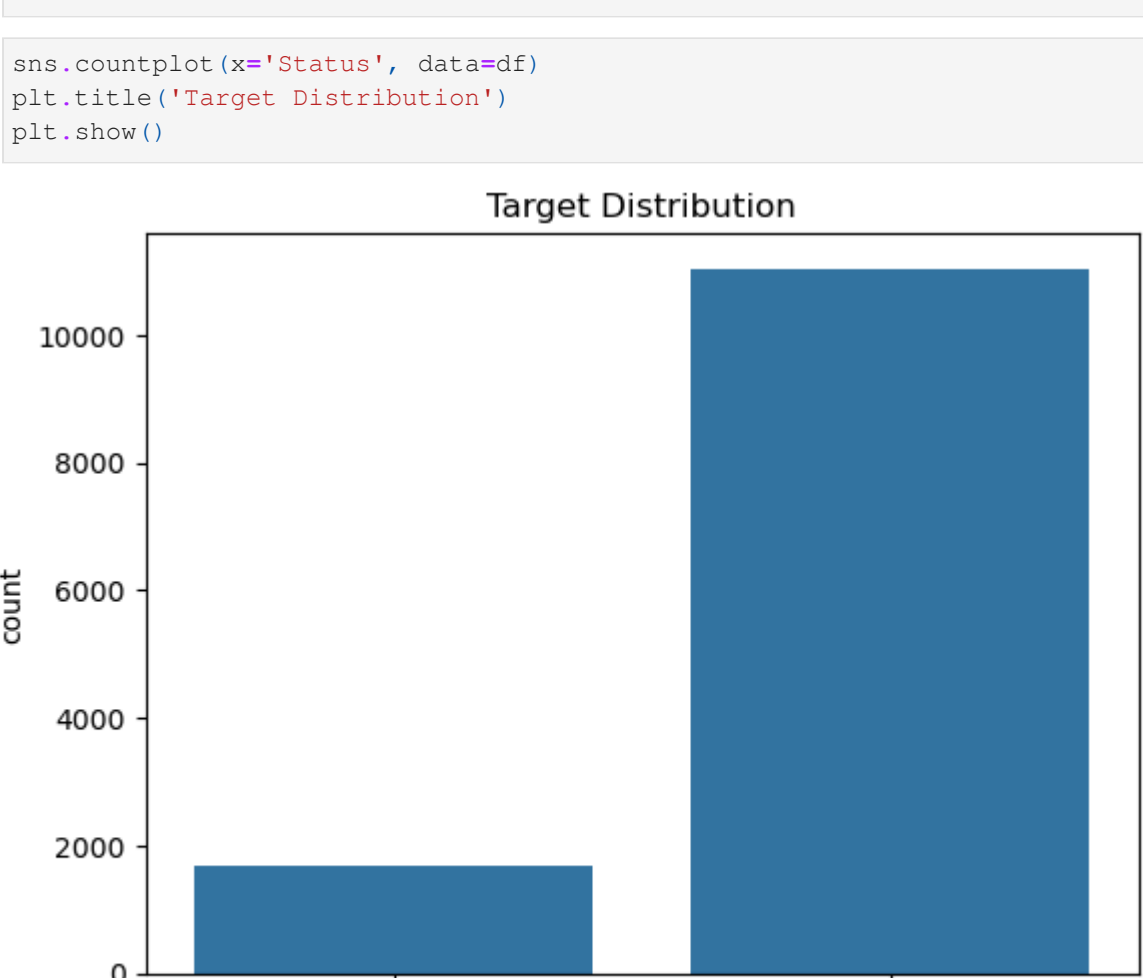 sns.countplot(x='Status', data=df)
plt.title('Target Distribution')
plt.show()
Target Distribution
10000
8000
6000
4000
2000
0
count